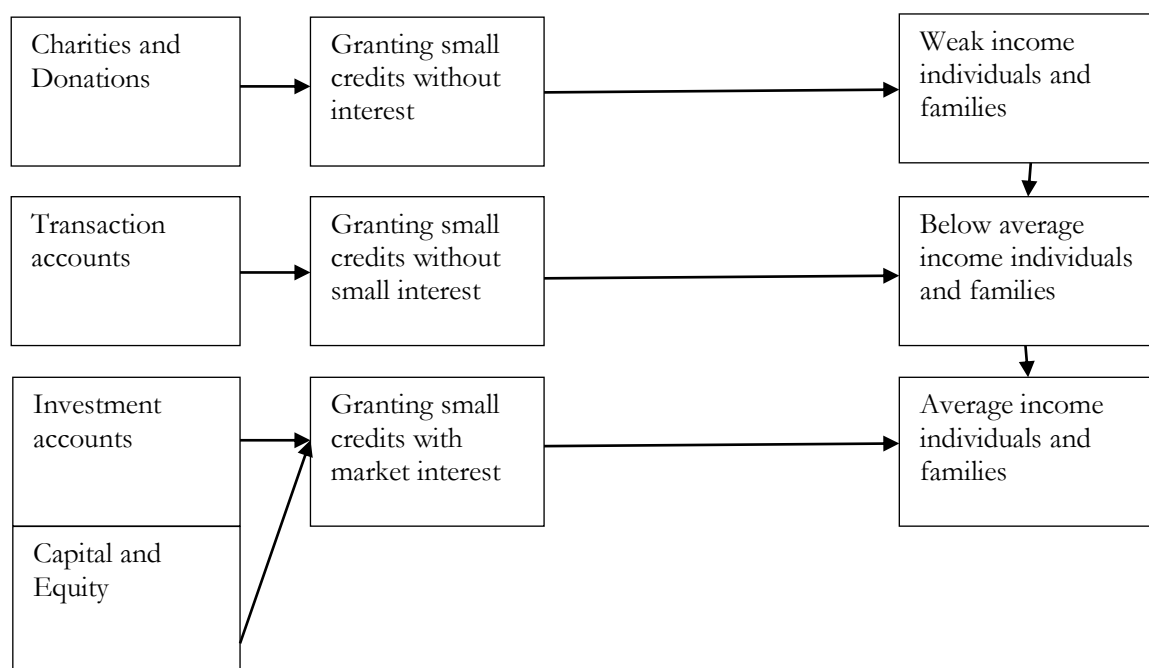 Charities and
Donations
Granting small
credits without
interest
Weak income
individuals and
families
Transaction
accounts
Granting small
credits without
small interest
Below average
income individuals
and families
Investment
accounts
Granting small
credits with
market interest
Average income
individuals and
families
Capital and
Equity